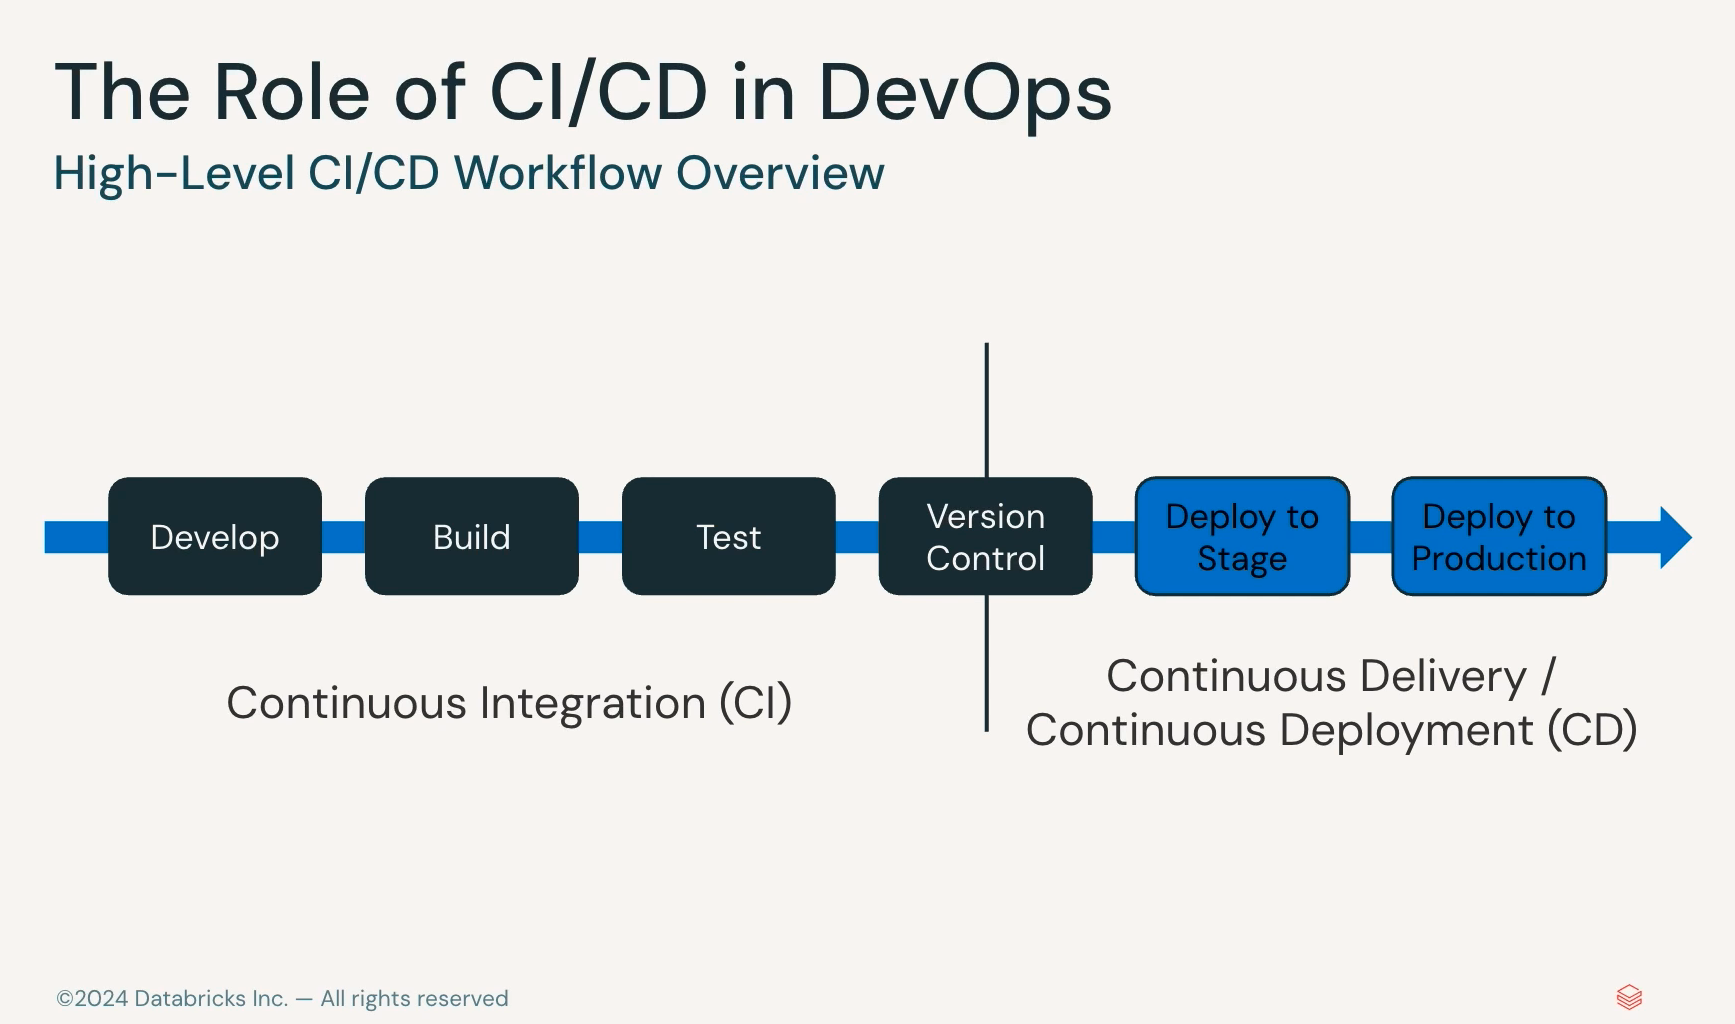 The Role of CI/CD in DevOps
High-Level CI/CD Workflow Overview
Develop
Build
Test
Version
Control
Deploy to
Stage
Deploy to
Production
Continuous Integration (CI)
Continuous Delivery /
Continuous Deployment (CD)
©2024 Databricks Inc. — All rights reserved